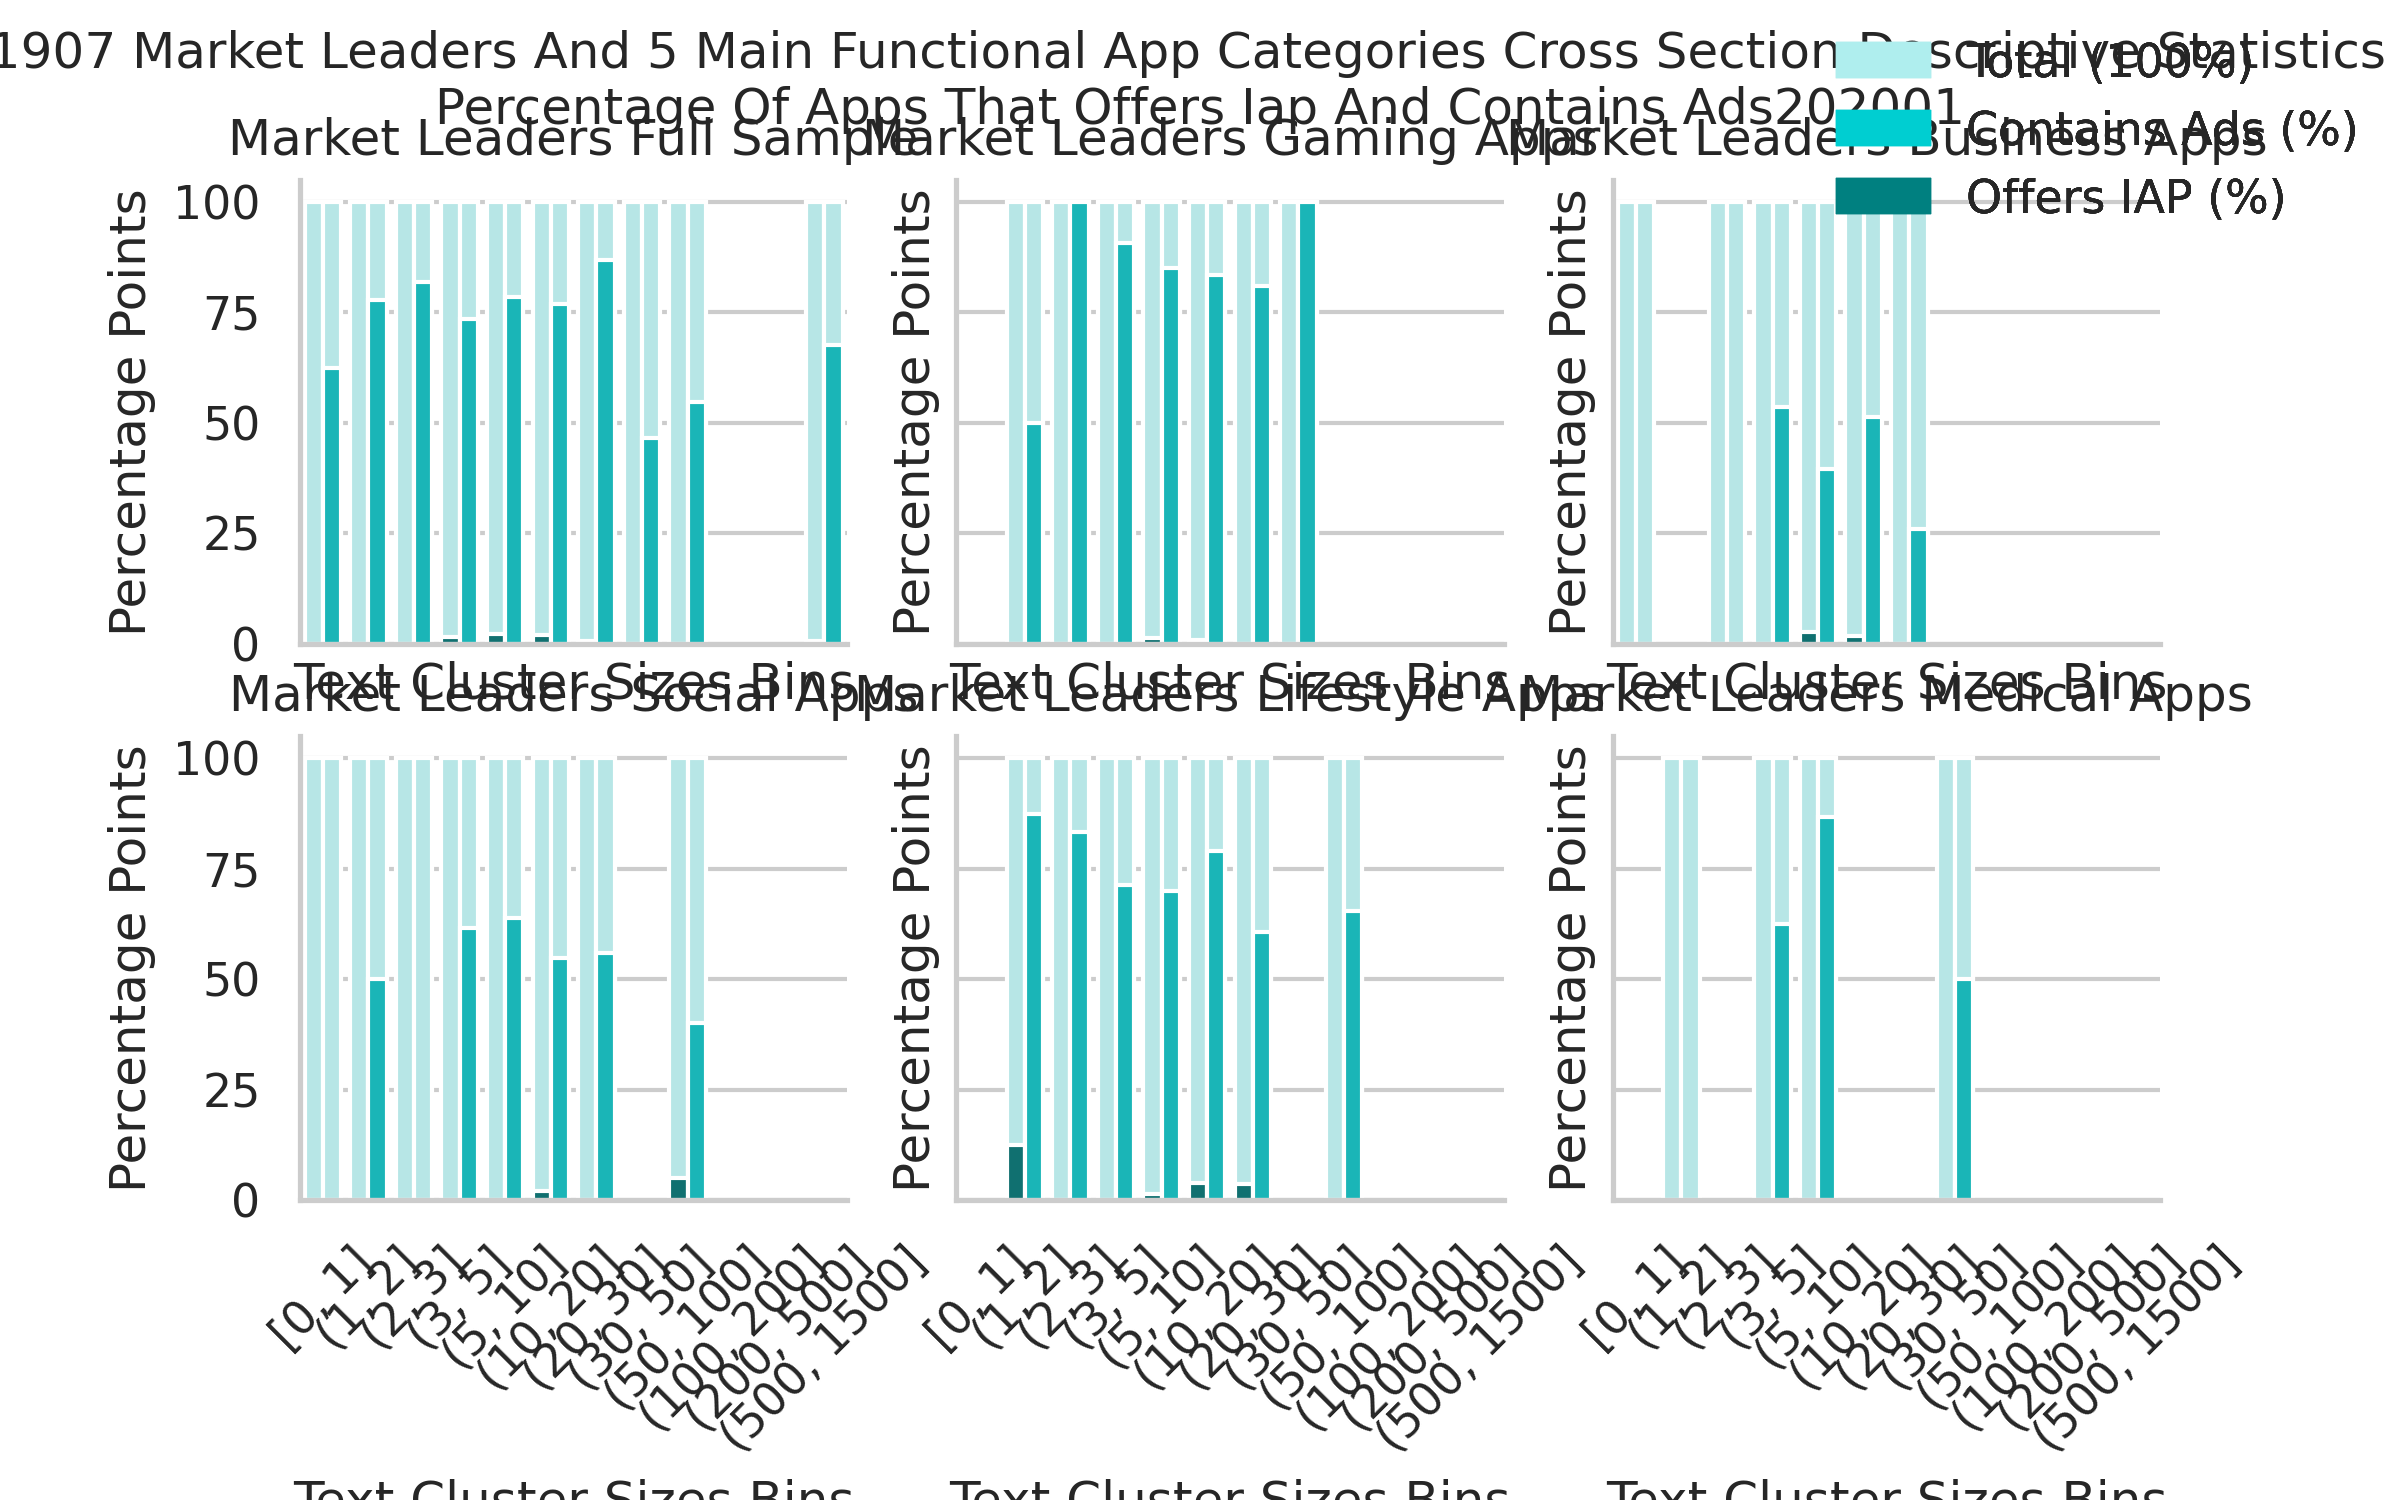 1907 Market Leaders And 5 Main Functional App Categories Cross Section Descriptive Statistics
Percentage Of Apps That Offers Iap And Contains Ads202001
Total (100%)
Contains Ads (%)
Offers IAP (%)
Market Leaders Full Sample
Market Leaders Gaming Apps
Market Leaders Business Apps
Percentage Points
100
75
50
25
0
Percentage Points
Percentage Points
Text Cluster Sizes Bins
Text Cluster Sizes Bins
Text Cluster Sizes Bins
Market Leaders Social Apps
Market Leaders Lifestyle Apps
Market Leaders Medical Apps
Percentage Points
100
75
50
25
0
Percentage Points
Percentage Points
[0, 1]
(1, 2]
(2, 3]
(3, 5]
(5, 10]
(10, 20]
(20, 30]
(30, 50]
(50, 100]
(100, 200]
(200, 500]
(500, 1500]
[0, 1]
(1, 2]
(2, 3]
(3, 5]
(5, 10]
(10, 20]
(20, 30]
(30, 50]
(50, 100]
(100, 200]
(200, 500]
(500, 1500]
[0, 1]
(1, 2]
(2, 3]
(3, 5]
(5, 10]
(10, 20]
(20, 30]
(30, 50]
(50, 100]
(100, 200]
(200, 500]
(500, 1500]
Text Cluster Sizes Bins
Text Cluster Sizes Bins
Text Cluster Sizes Bins